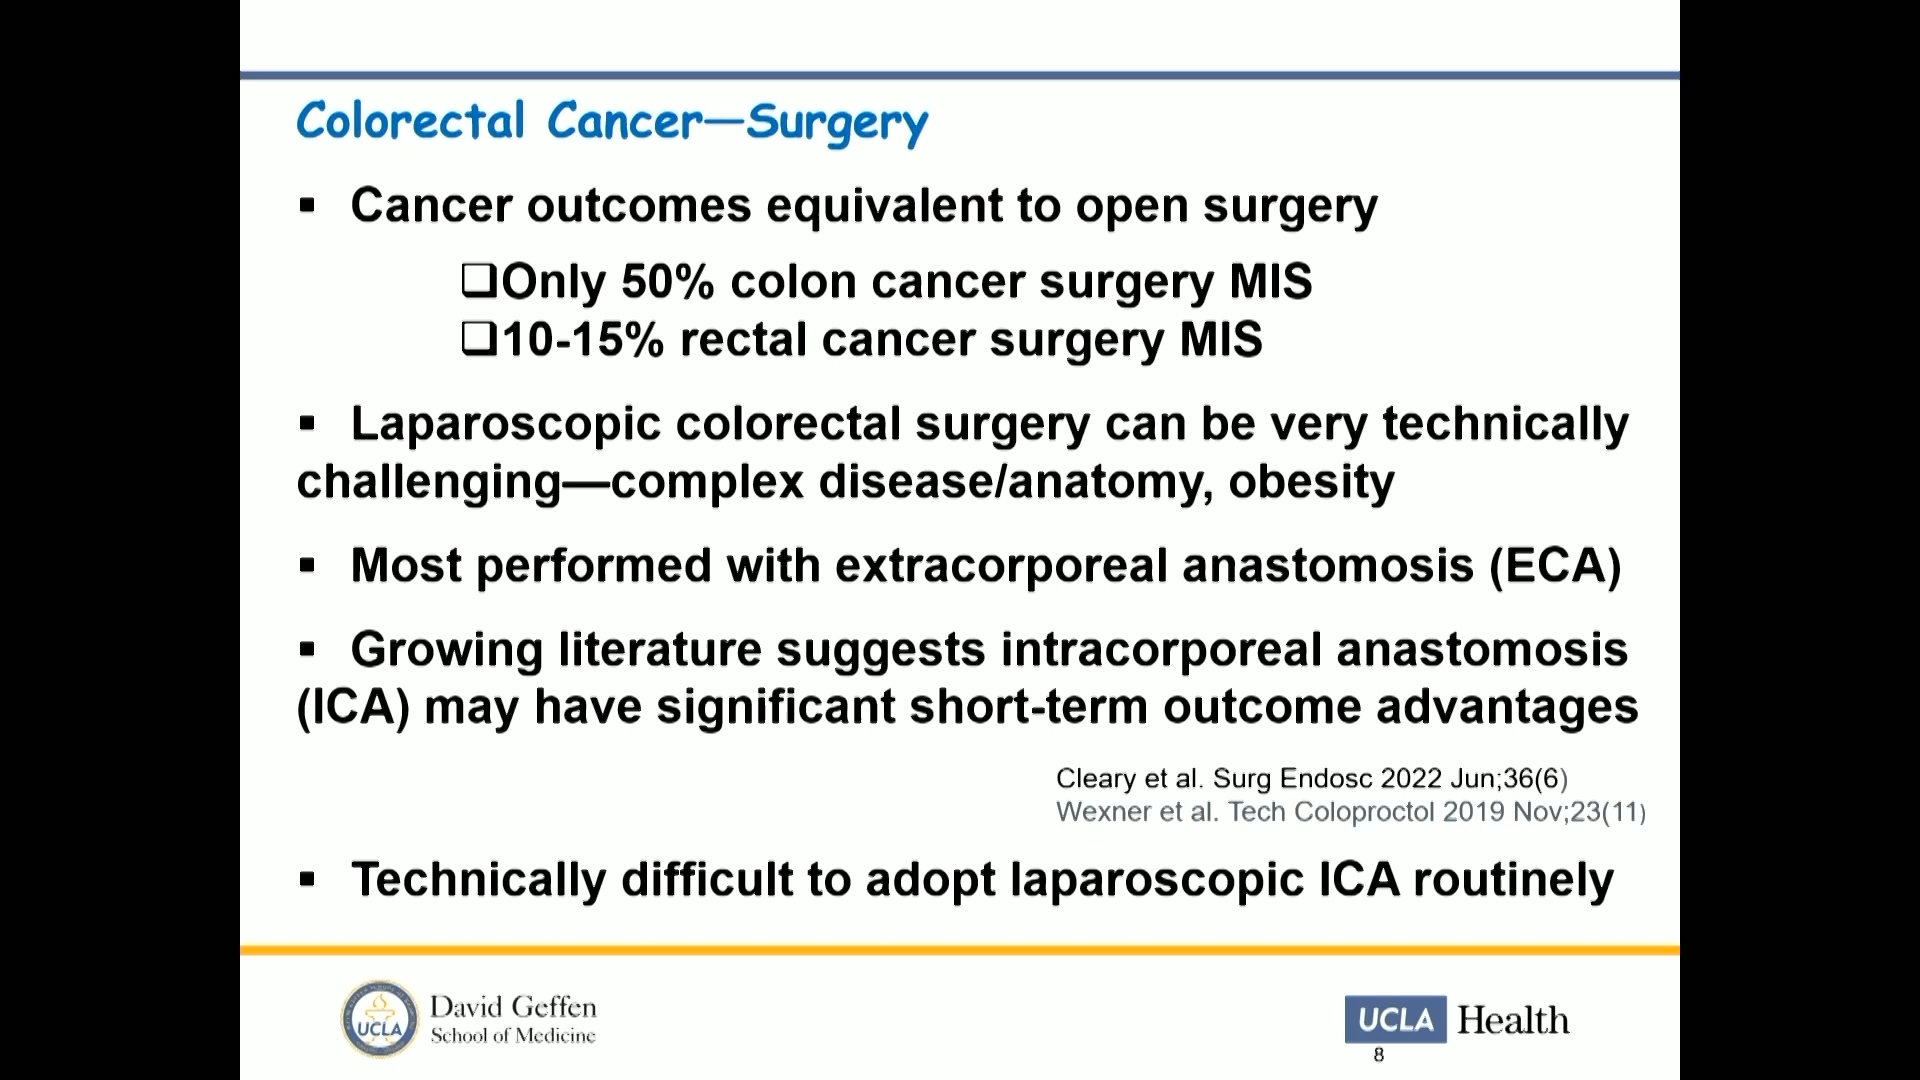 Colorectal Cancer—Surgery
▪ Cancer outcomes equivalent to open surgery
❑Only 50% colon cancer surgery MIS
❑10-15% rectal cancer surgery MIS
▪ Laparoscopic colorectal surgery can be very technically
challenging—complex disease/anatomy, obesity
▪ Most performed with extracorporeal anastomosis (ECA)
▪ Growing literature suggests intracorporeal anastomosis
(ICA) may have significant short-term outcome advantages
Cleary et al. Surg Endosc 2022 Jun;36(6)
Wexner et al. Tech Coloproctol 2019 Nov;23(11)
▪ Technically difficult to adopt laparoscopic ICA routinely
UCLA
David Geffen
School of Medicine
UCLA Health
8